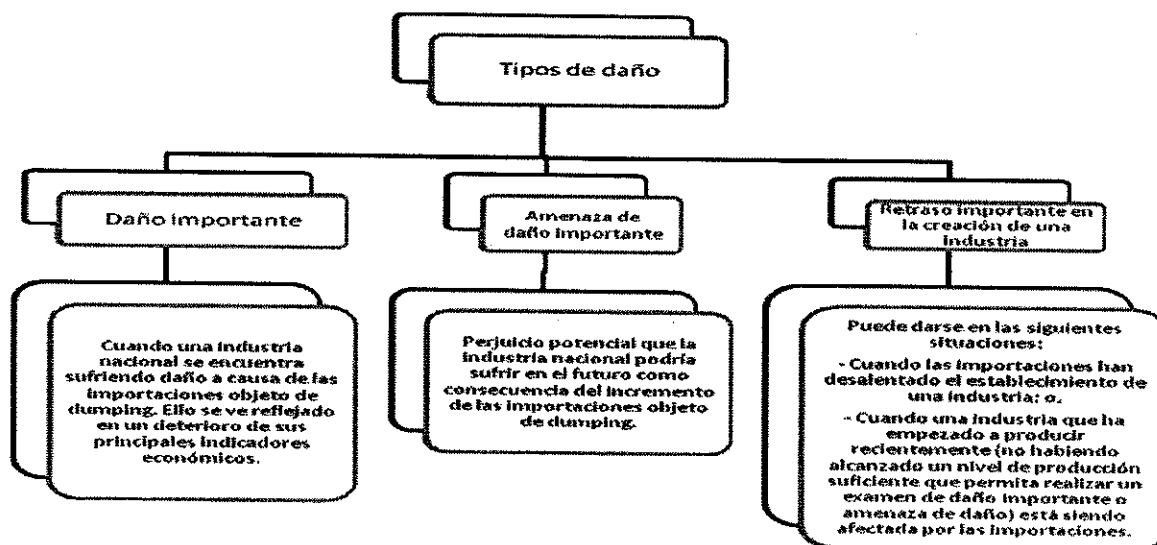 Tipos de daño
Daño importante
Amenaza de
daño importante
Retraso importante en
la creación de una
industria
Cuando una industria
nacional se encuentra
sufriendo daño a causa de las
importaciones objeto de
dumping. Ello se ve reflejado
en un deterioro de sus
principales indicadores
económicos.
Perjuicio potencial que la
industria nacional podría
sufrir en el futuro como
consecuencia del incremento
de las importaciones objeto
de dumping.
Puede darse en las siguientes
situaciones:
- Cuando las importaciones han
desalentado el establecimiento de
una industria; o,
- Cuando una industria que ha
empezado a producir
recientemente (no habiendo
alcanzado un nivel de producción
suficiente que permita realizar un
examen de daño importante o
amenaza de daño) está siendo
afectada por las importaciones.